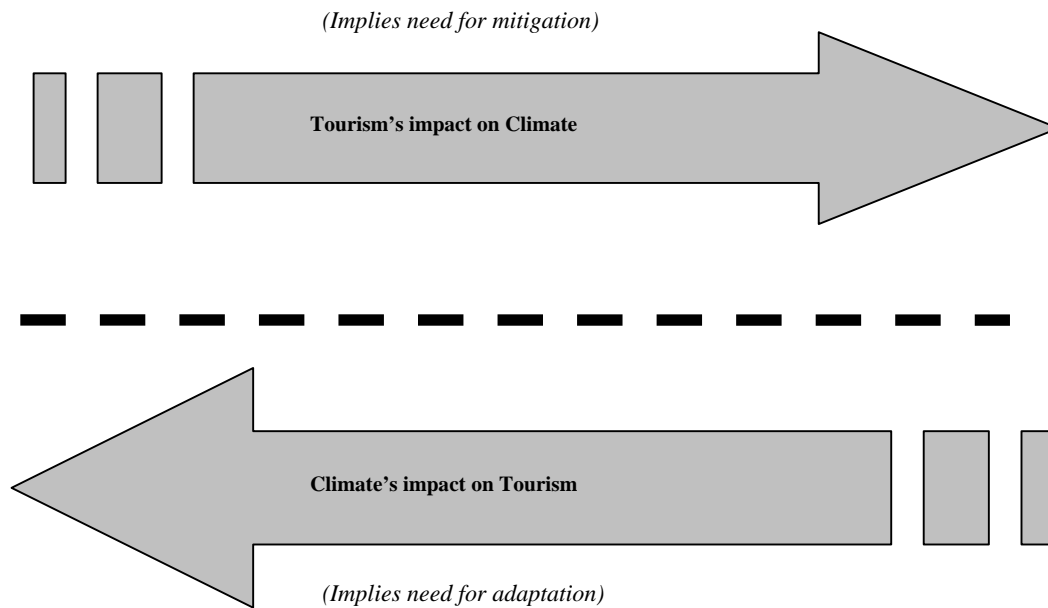 (Implies need for mitigation)
Tourism's impact on Climate
Climate's impact on Tourism
(Implies need for adaptation)